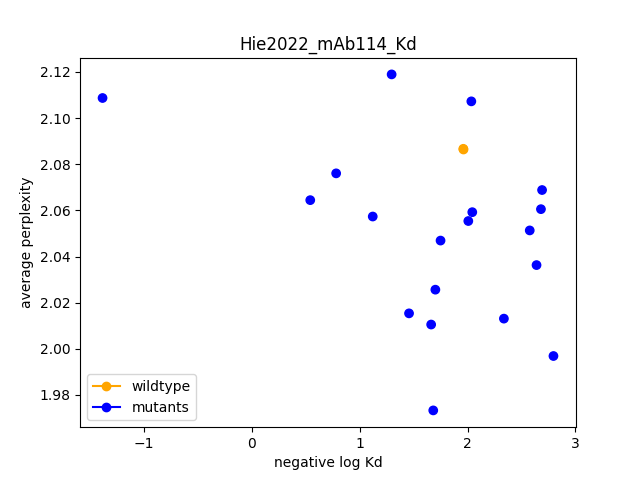 Hie2022_mAb114_Kd
average perplexity
2.12
2.10
2.08
2.06
2.04
2.02
2.00
1.98
wildtype
mutants
−1
0
1
2
3
negative log Kd